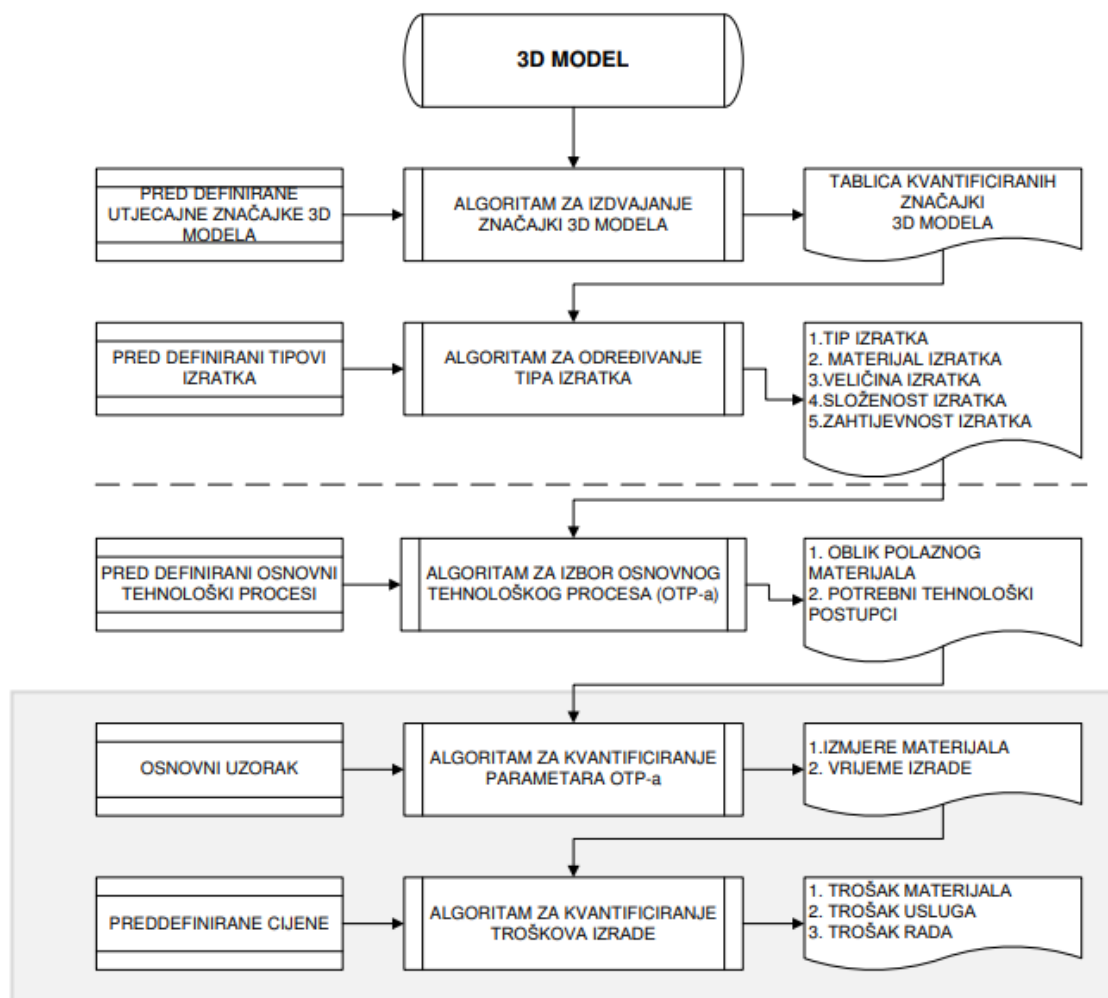 3D MODEL
PRED DEFINIRANE
UTJECAJNE ZNAČAJKE 3D
MODELA
ALGORITAM ZA IZDVAJANJE
ZNAČAJKI 3D MODELA
TABLICA KVANTIFICIRANIH
ZNAČAJKI
3D MODELA
PRED DEFINIRANI TIPOVI
IZRATKA
ALGORITAM ZA ODREĐIVANJE
TIPA IZRATKA
1.TIP IZRATKA
2. MATERIJAL IZRATKA
3.VELIČINA IZRATKA
4.SLOŽENOST IZRATKA
5.ZAHTIJEVNOST IZRATKA
PRED DEFINIRANI OSNOVNI
TEHNOLOŠKI PROCESI
ALGORITAM ZA IZBOR OSNOVNOG
TEHNOLOŠKOG PROCESA (OTP-a)
1. OBLIK POLAZNOG
MATERIJALA
2. POTREBNI TEHNOLOŠKI
POSTUPCI
OSNOVNI UZORAK
ALGORITAM ZA KVANTIFICIRANJE
PARAMETARA OTP-a
1.IZMJERE MATERIJALA
2. VRIJEME IZRADE
PREDDEFINIRANE CIJENE
ALGORITAM ZA KVANTIFICIRANJE
TROŠKOVA IZRADE
1. TROŠAK MATERIJALA
2. TROŠAK USLUGA
3. TROŠAK RADA